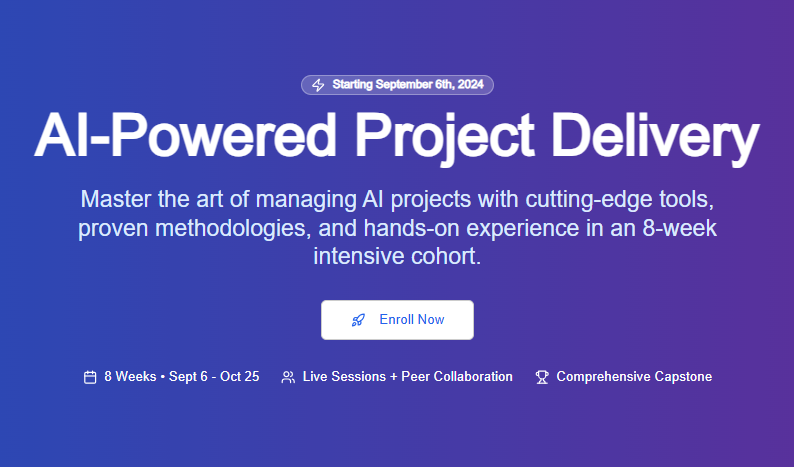 Starting September 6th, 2024
AI-Powered Project Delivery
Master the art of managing AI projects with cutting-edge tools,
proven methodologies, and hands-on experience in an 8-week
intensive cohort.
Enroll Now
8 Weeks • Sept 6 - Oct 25 Live Sessions + Peer Collaboration Comprehensive Capstone